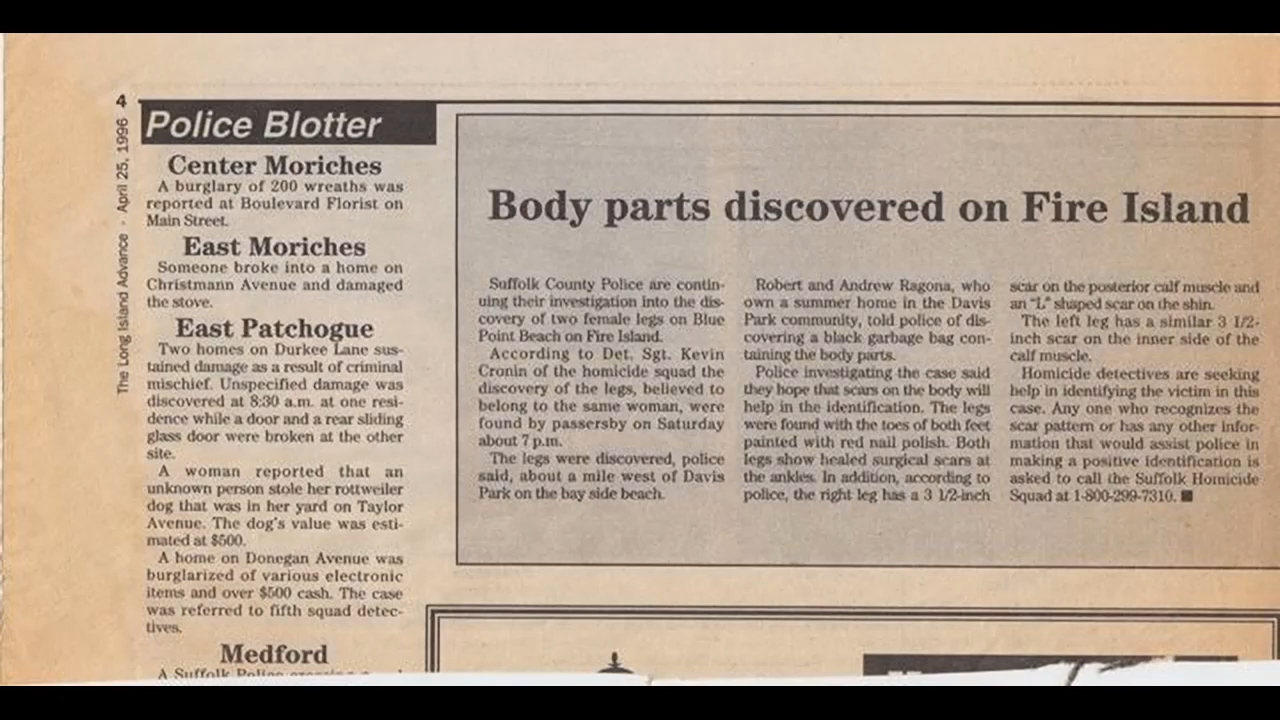 4
The Long Island Advance · April 25, 1996
Police Blotter
Center Moriches
A burglary of 200 wreaths was
reported at Boulevard Florist on
Main Street.
East Moriches
Someone broke into a home on
Christmann Avenue and damaged
the stove.
East Patchogue
Two homes on Durkee Lane sus-
tained damage as a result of criminal
mischief. Unspecified damage was
discovered at 8:30 a.m. at one resi-
dence while a door and a rear sliding
glass door were broken at the other
site.
A woman reported that an
unknown person stole her rottweiler
dog that was in her yard on Taylor
Avenue. The dog's value was esti-
mated at $500.
A home on Donegan Avenue was
burglarized of various electronic
items and over $500 cash. The case
was referred to fifth squad detec-
tives.
Medford
A Suffolk Police
Body parts discovered on Fire Island
Suffolk County Police are contin-
uing their investigation into the dis-
covery of two female legs on Blue
Point Beach on Fire Island.
According to Det. Sgt. Kevin
Cronin of the homicide squad the
discovery of the legs, believed to
belong to the same woman, were
found by passersby on Saturday
about 7 p.m.
The legs were discovered, police
said, about a mile west of Davis
Park on the bay side beach.
Robert and Andrew Ragona, who
own a summer home in the Davis
Park community, told police of dis-
covering a black garbage bag con-
taining the body parts.
Police investigating the case said
they hope that scars on the body will
help in the identification. The legs
were found with the toes of both feet
painted with red nail polish. Both
legs show healed surgical scars at
the ankles. In addition, according to
police, the right leg has a 3 1/2-inch
scar on the posterior calf muscle and
an "L" shaped scar on the shin.
The left leg has a similar 3 1/2-
inch scar on the inner side of the
calf muscle.
Homicide detectives are seeking
help in identifying the victim in this
case. Any one who recognizes the
scar pattern or has any other infor-
mation that would assist police in
making a positive identification is
asked to call the Suffolk Homicide
Squad at 1-800-299-7310. ■